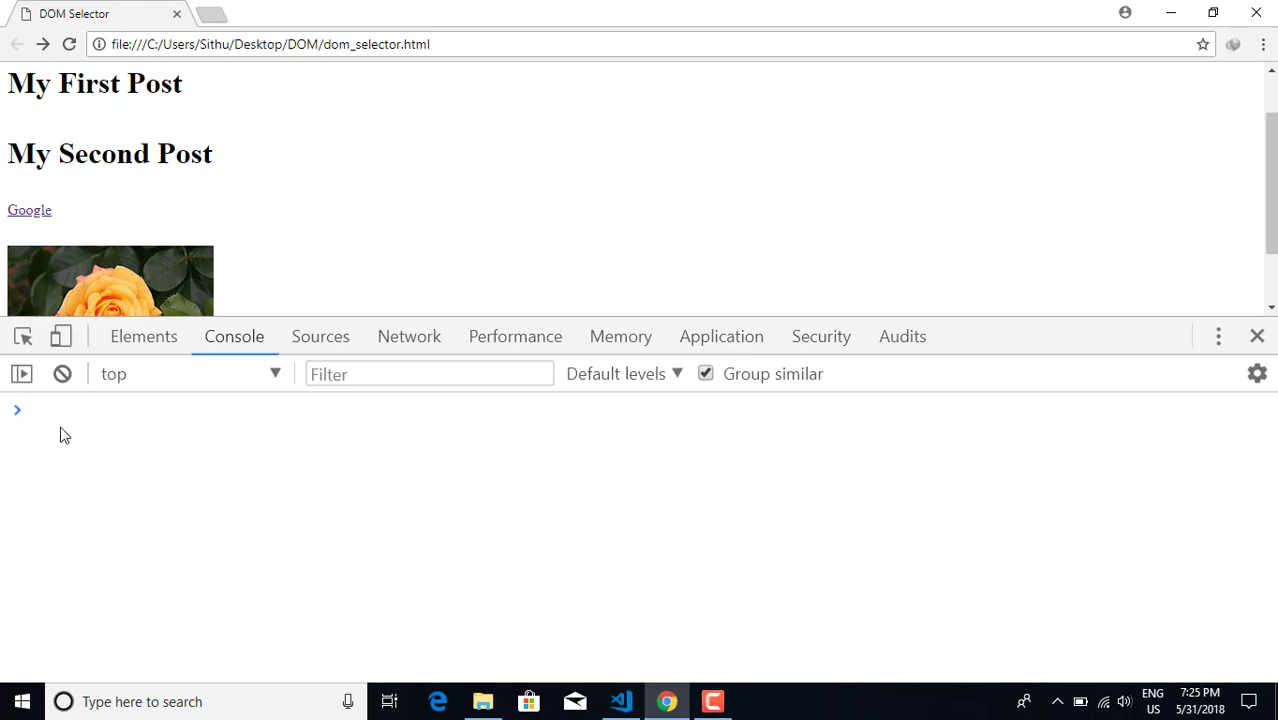 DOM Selector
file:///C:/Users/Sithu/Desktop/DOM/dom_selector.html
My First Post
My Second Post
Google
Elements Console Sources Network Performance Memory Application Security Audits
top Filter Default levels Group similar
Type here to search
ENG 7:25 PM
US 5/31/2018